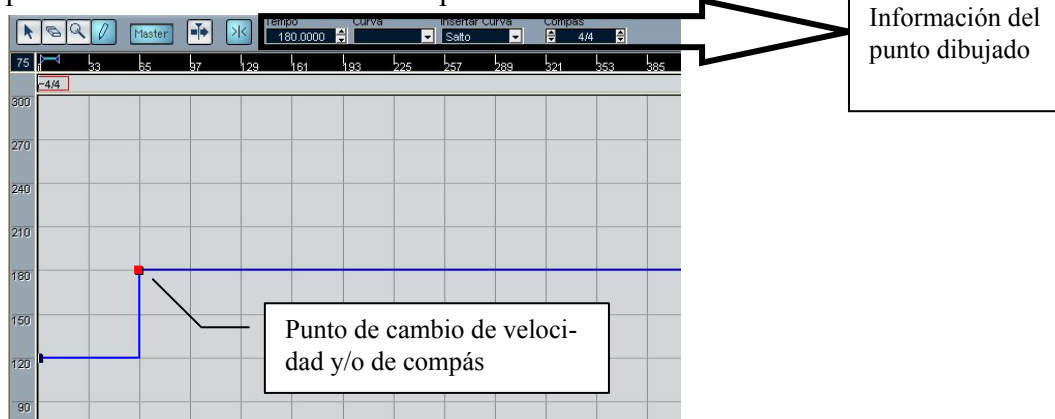 Tempo Curva Insertar Curva Compás
Master 180.0000 Salto 4/4
Información del
punto dibujado
75 33 65 97 129 161 193 225 257 289 321 353 385
4/4
300
270
240
210
180
150
120
90
Punto de cambio de veloci-
dad y/o de compás